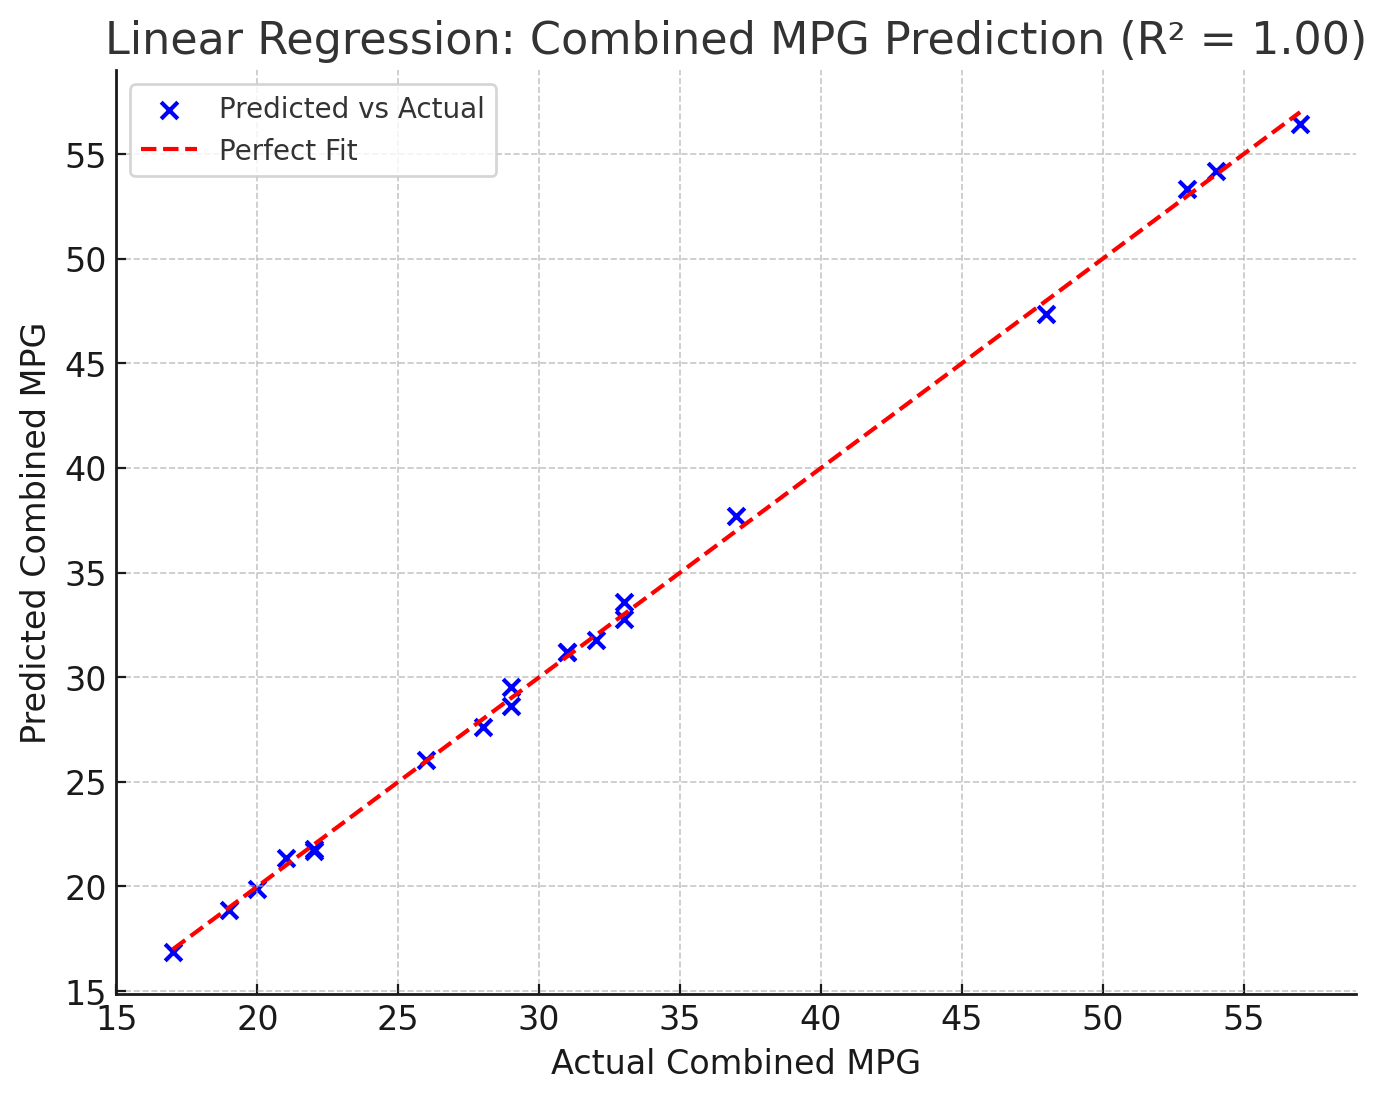 Linear Regression: Combined MPG Prediction (R² = 1.00)
Predicted vs Actual
Perfect Fit
Predicted Combined MPG
55
50
45
40
35
30
25
20
15
15 20 25 30 35 40 45 50 55
Actual Combined MPG